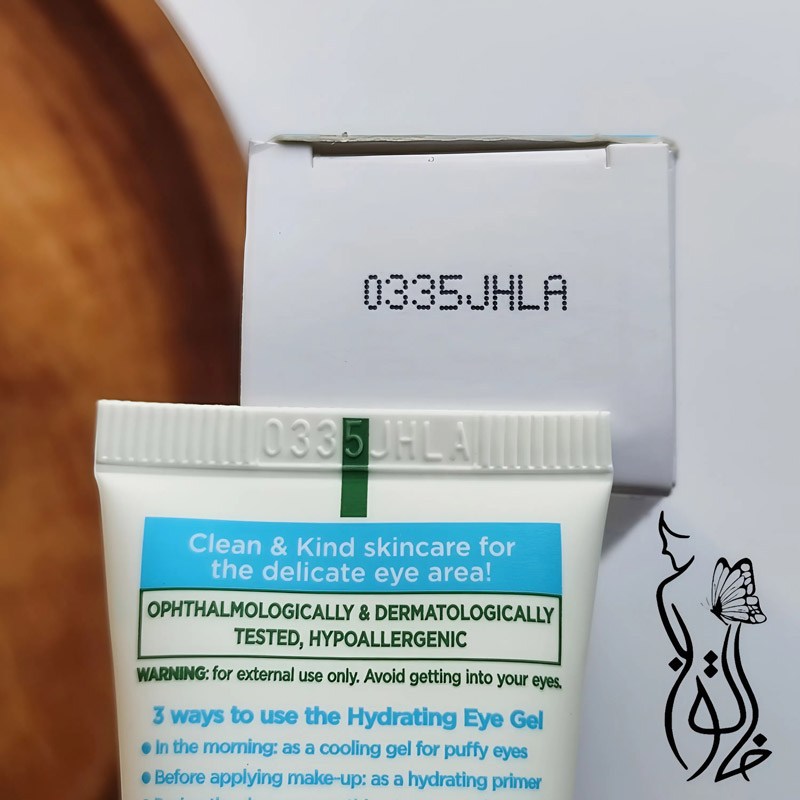 0335JHLA
0335JHLA
Clean & Kind skincare for
the delicate eye area!
OPHTHALMOLOGICALLY & DERMATOLOGICALLY
TESTED, HYPOALLERGENIC
WARNING: for external use only. Avoid getting into your eyes.
3 ways to use the Hydrating Eye Gel
• In the morning: as a cooling gel for puffy eyes
• Before applying make-up: as a hydrating primer